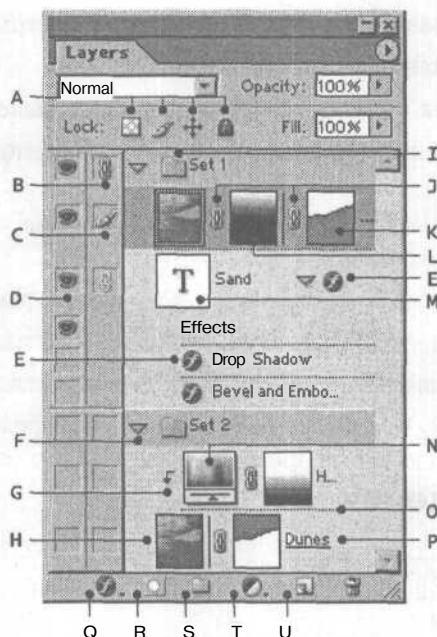 Layers
Normal
Opacity: 100%
A
Lock:
Fill: 100%
Set 1
I
B
J
C
K
L
T
Sand
E
D
M
Effects
E
Drop Shadow
Bevel and Embo...
F
Set 2
N
G
H...
O
H
Dunes
P
Q R S T U